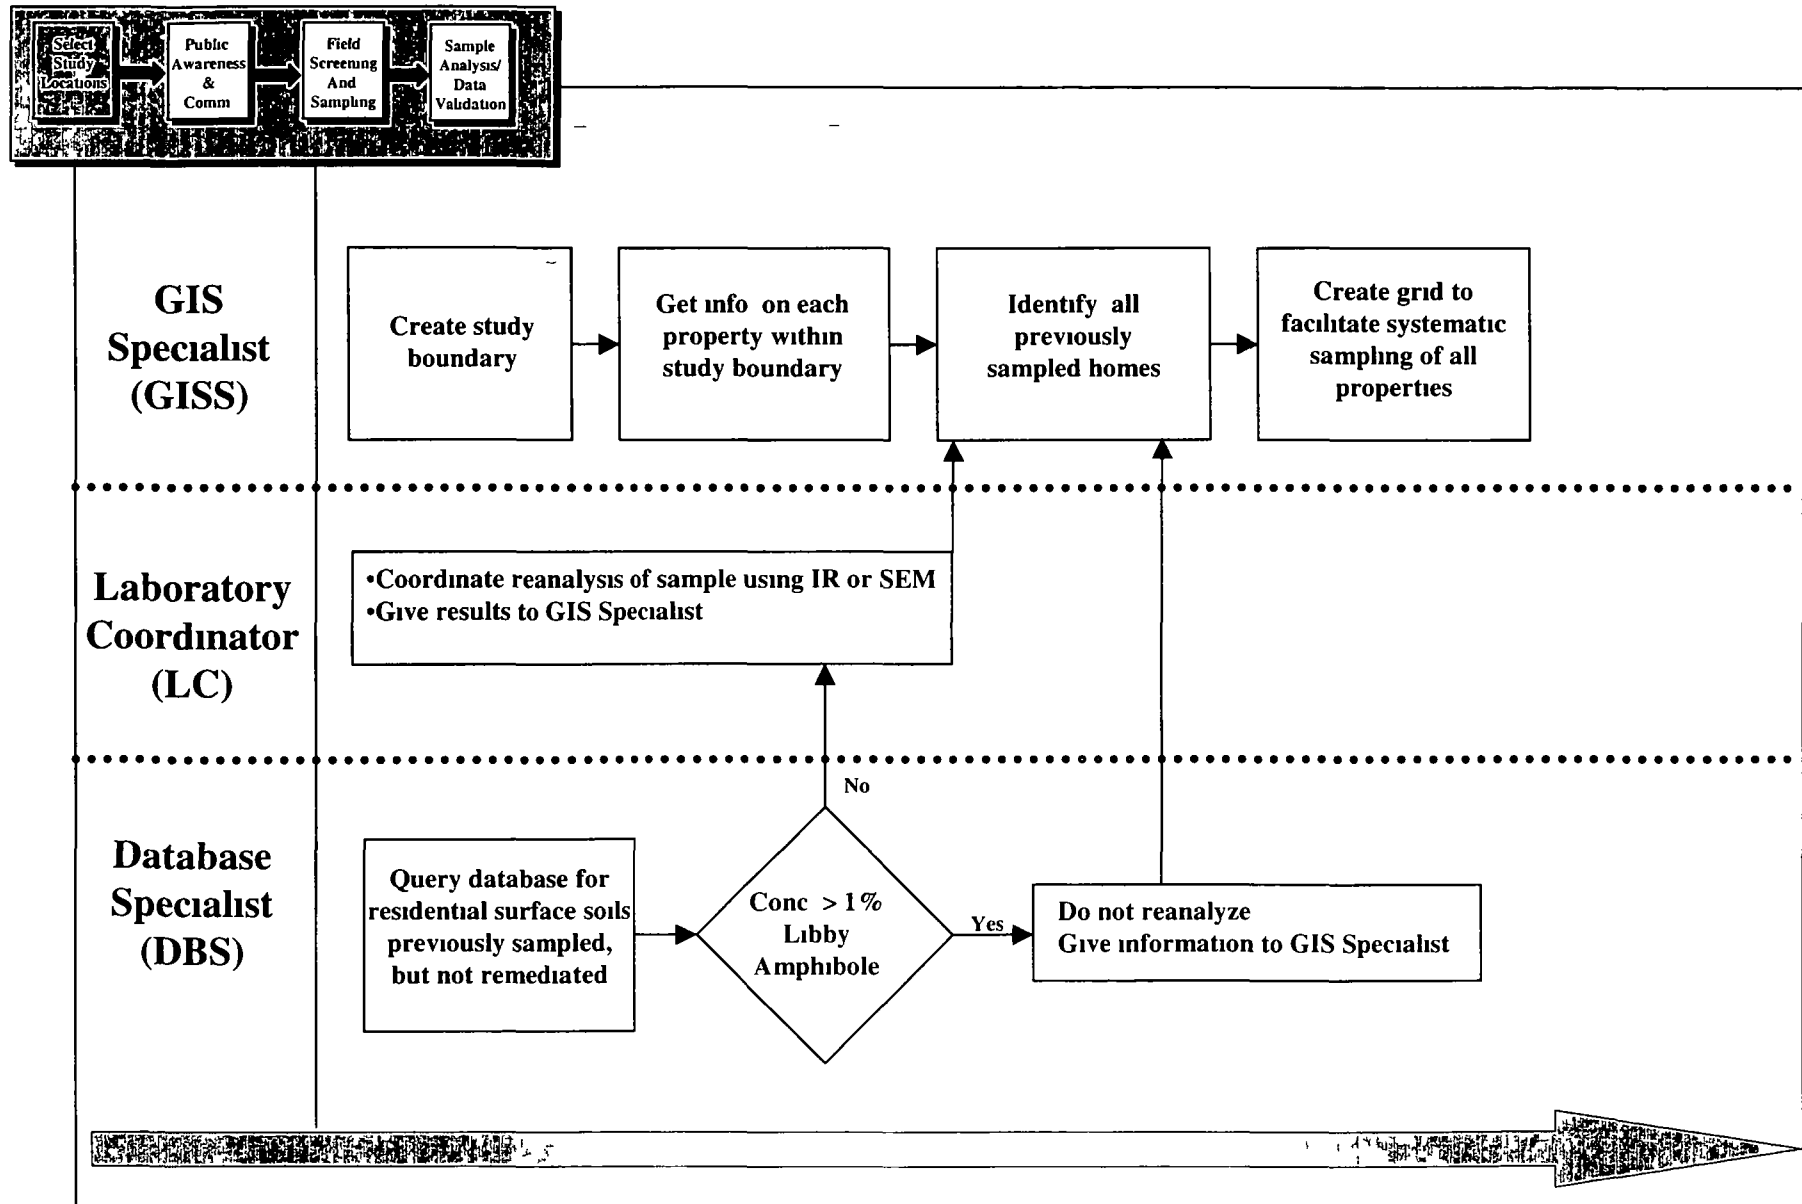 Select
Study
Locations
Public
Awareness
&
Comm
Field
Screening
And
Sampling
Sample
Analysis/
Data
Validation
GIS
Specialist
(GISS)
Create study
boundary
Get info on each
property within
study boundary
Identify all
previously
sampled homes
Create grid to
facilitate systematic
sampling of all
properties
Laboratory
Coordinator
(LC)
•Coordinate reanalysis of sample using IR or SEM
•Give results to GIS Specialist
Database
Specialist
(DBS)
Query database for
residential surface soils
previously sampled,
but not remediated
Conc > 1%
Libby
Amphibole
No
Yes
Do not reanalyze
Give information to GIS Specialist